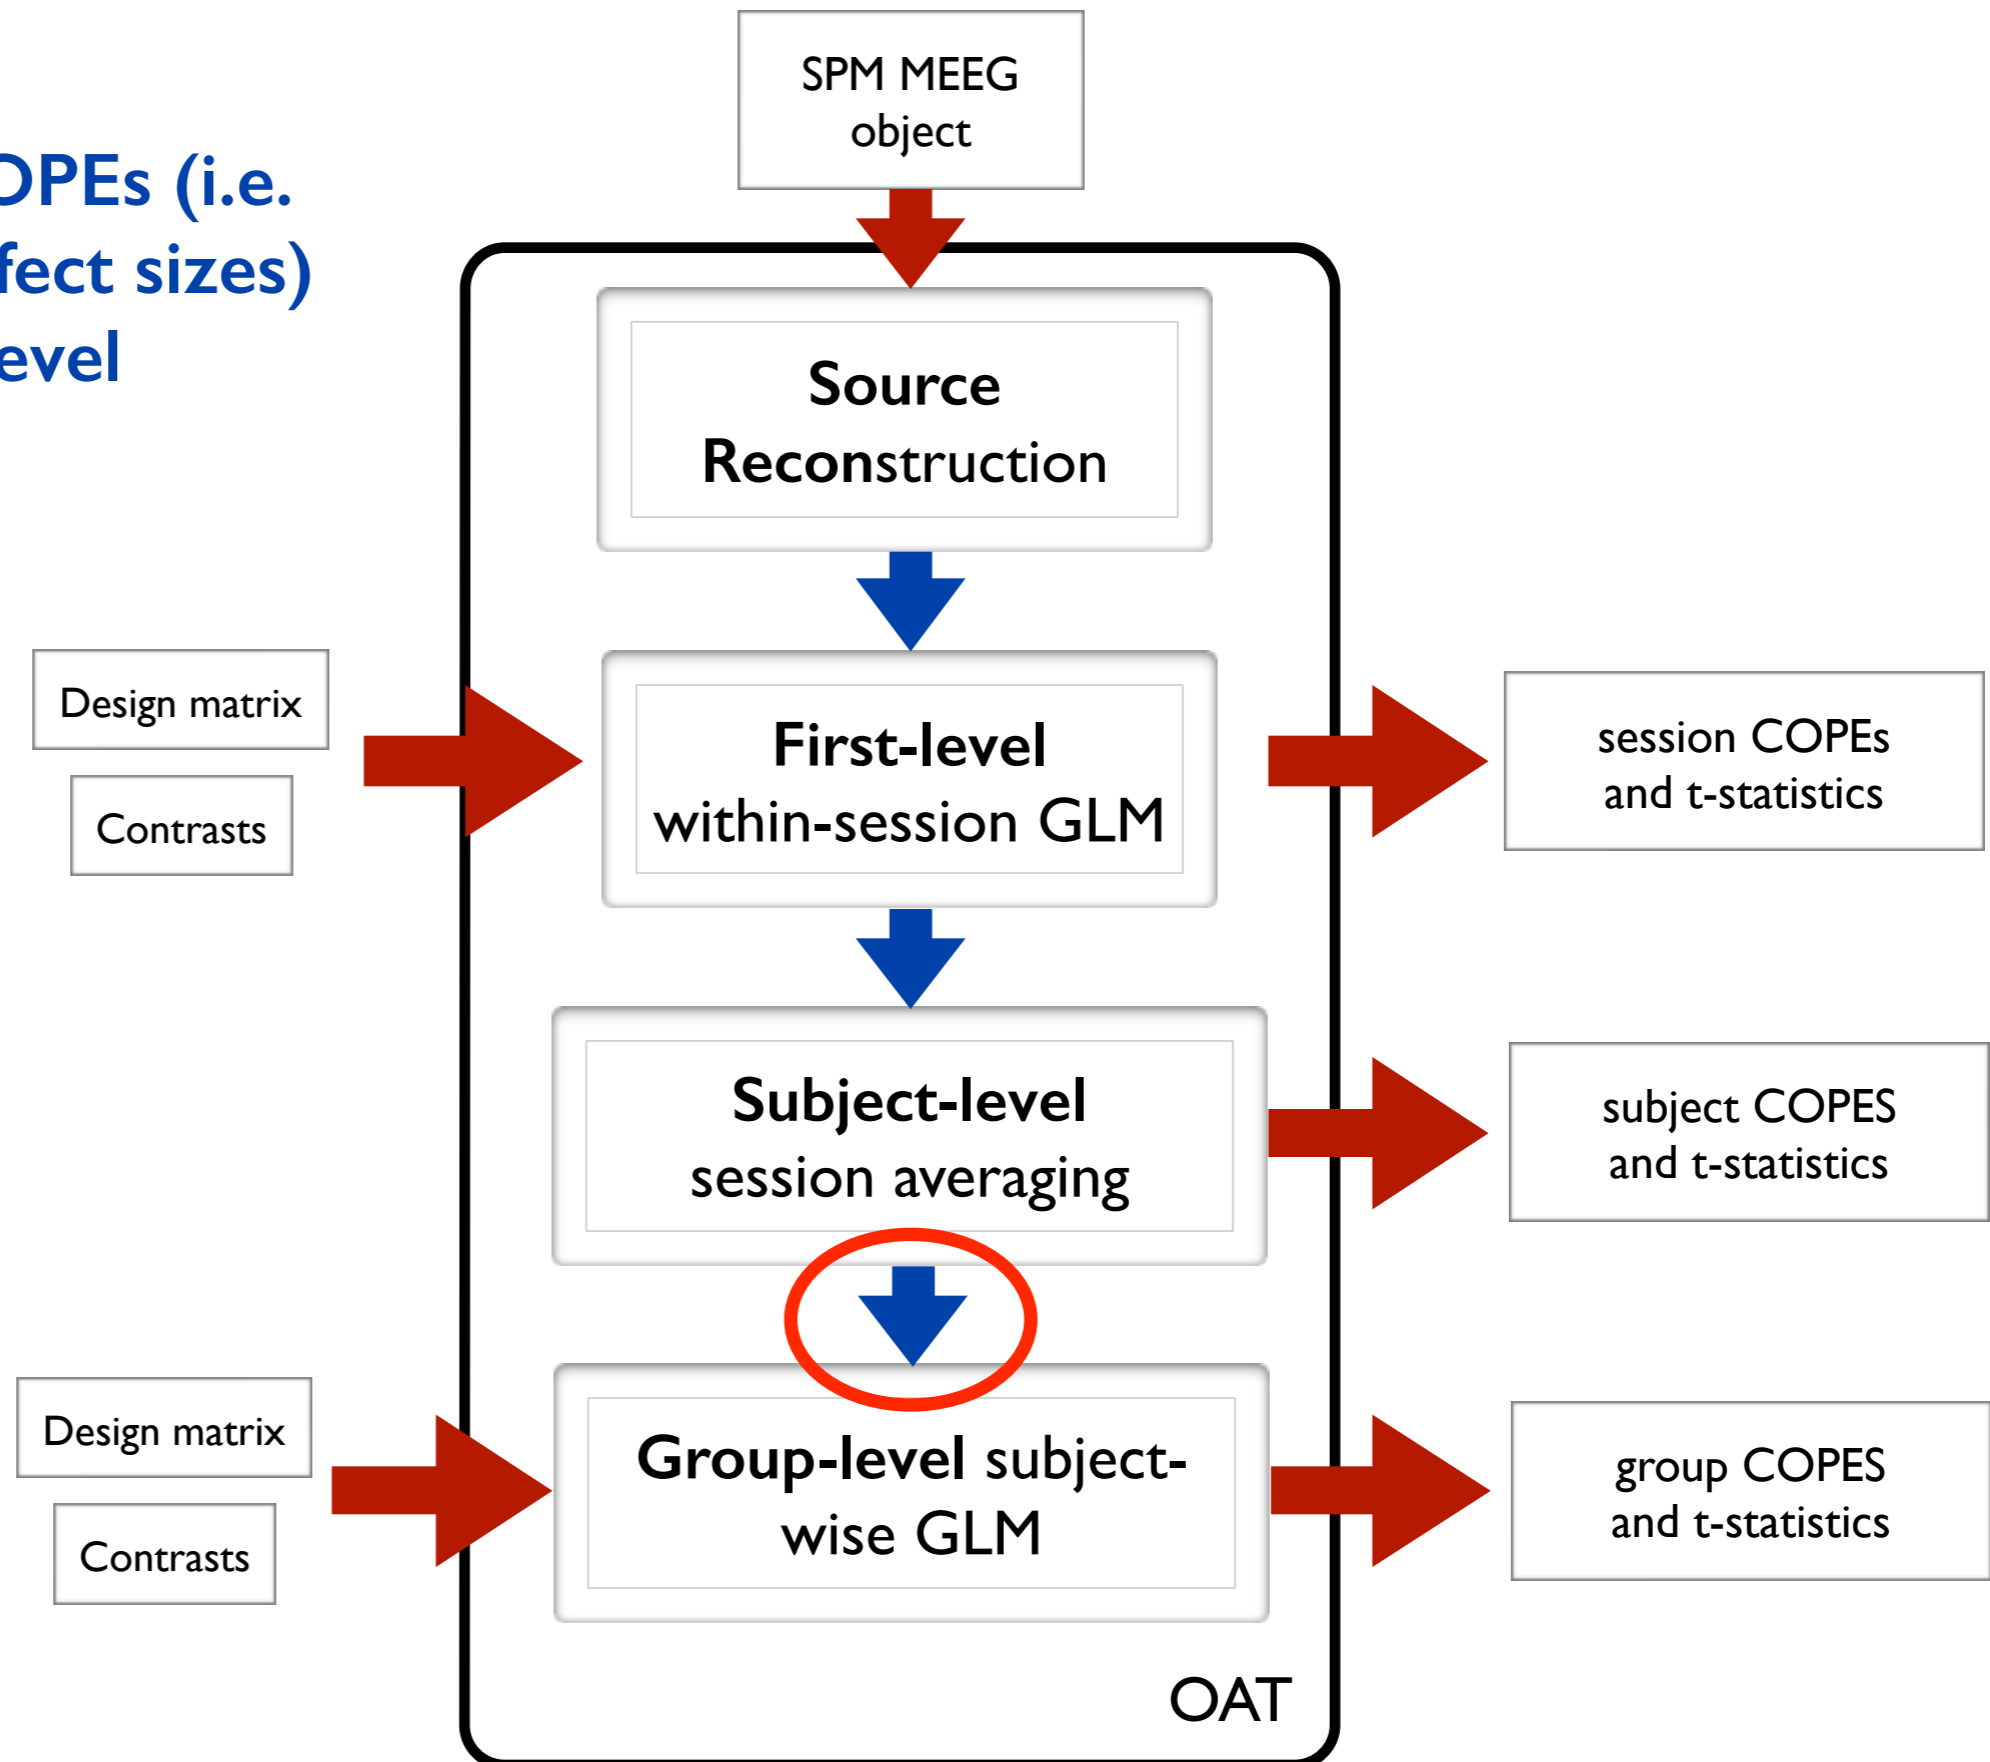 SPM MEEG
object
OPEs (i.e.
fect sizes)
evel
Source
Reconstruction
Design matrix
Contrasts
First-level
within-session GLM
session COPEs
and t-statistics
Subject-level
session averaging
subject COPES
and t-statistics
Design matrix
Contrasts
Group-level subject-
wise GLM
group COPES
and t-statistics
OAT